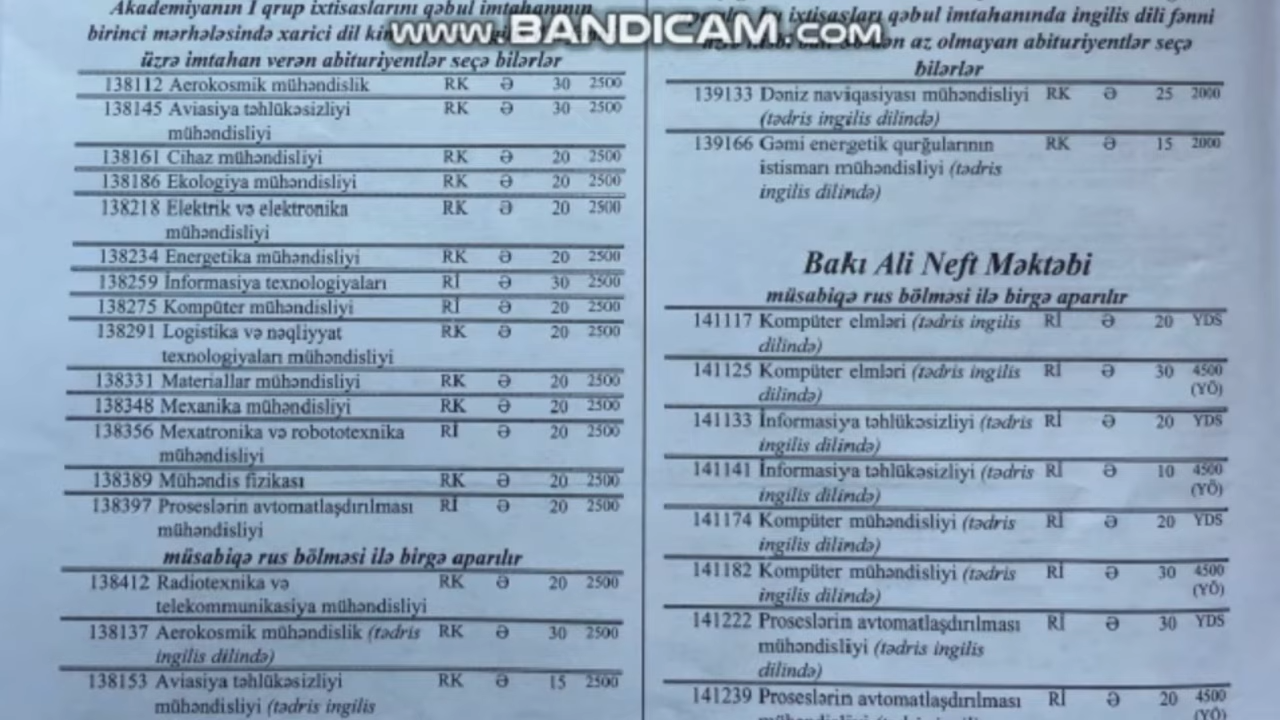 www.BANDICAM.com
Akademiyanın I qrup ixtisaslarını qəbul imtahanının
birinci mərhələsində xarici dil
üzrə imtahan verən abituriyentlər seçə bilərlər
138112 Aerokosmik mühəndislik RK Ə 30 2500
138145 Aviasiya təhlükəsizliyi RK Ə 30 2500
mühəndisliyi
138161 Cihaz mühəndisliyi RK Ə 20 2500
138186 Ekologiya mühəndisliyi RK Ə 20 2500
138218 Elektrik və elektronika RK Ə 20 2500
mühəndisliyi
138234 Energetika mühəndisliyi RK Ə 20 2500
138259 İnformasiya texnologiyaları Rİ Ə 30 2500
138275 Kompüter mühəndisliyi Rİ Ə 20 2500
138291 Logistika və nəqliyyat RK Ə 20 2500
texnologiyaları mühəndisliyi
138331 Materiallar mühəndisliyi RK Ə 20 2500
138348 Mexanika mühəndisliyi RK Ə 20 2500
138356 Mexatronika və robototexnika Rİ Ə 20 2500
mühəndisliyi
138389 Mühəndis fizikası RK Ə 20 2500
138397 Proseslərin avtomatlaşdırılması Rİ Ə 20 2500
mühəndisliyi
müsabiqə rus bölməsi ilə birgə aparılır
138412 Radiotexnika və RK Ə 20 2500
telekommunikasiya mühəndisliyi
138137 Aerokosmik mühəndislik (tədris RK Ə 30 2500
ingilis dilində)
138153 Aviasiya təhlükəsizliyi RK Ə 15 2500
mühəndisliyi (tədris ingilis
ixtisasları qəbul imtahanında ingilis dili fənni
az olmayan abituriyentlər seçə
bilərlər
139133 Dəniz naviqasiyası mühəndisliyi RK Ə 25 2000
(tədris ingilis dilində)
139166 Gəmi energetik qurğularının RK Ə 15 2000
istismarı mühəndisliyi (tədris
ingilis dilində)
Bakı Ali Neft Məktəbi
müsabiqə rus bölməsi ilə birgə aparılır
141117 Kompüter elmləri (tədris ingilis Rİ Ə 20 YDS
dilində)
141125 Kompüter elmləri (tədris ingilis Rİ Ə 30 4500
dilində) (YÖ)
141133 İnformasiya təhlükəsizliyi (tədris Rİ Ə 20 YDS
ingilis dilində)
141141 İnformasiya təhlükəsizliyi (tədris Rİ Ə 10 4500
ingilis dilində) (YÖ)
141174 Kompüter mühəndisliyi (tədris Rİ Ə 20 YDS
ingilis dilində)
141182 Kompüter mühəndisliyi (tədris Rİ Ə 30 4500
ingilis dilində) (YÖ)
141222 Proseslərin avtomatlaşdırılması Rİ Ə 30 YDS
mühəndisliyi (tədris ingilis
dilində)
141239 Proseslərin avtomatlaşdırılması Rİ Ə 20 4500